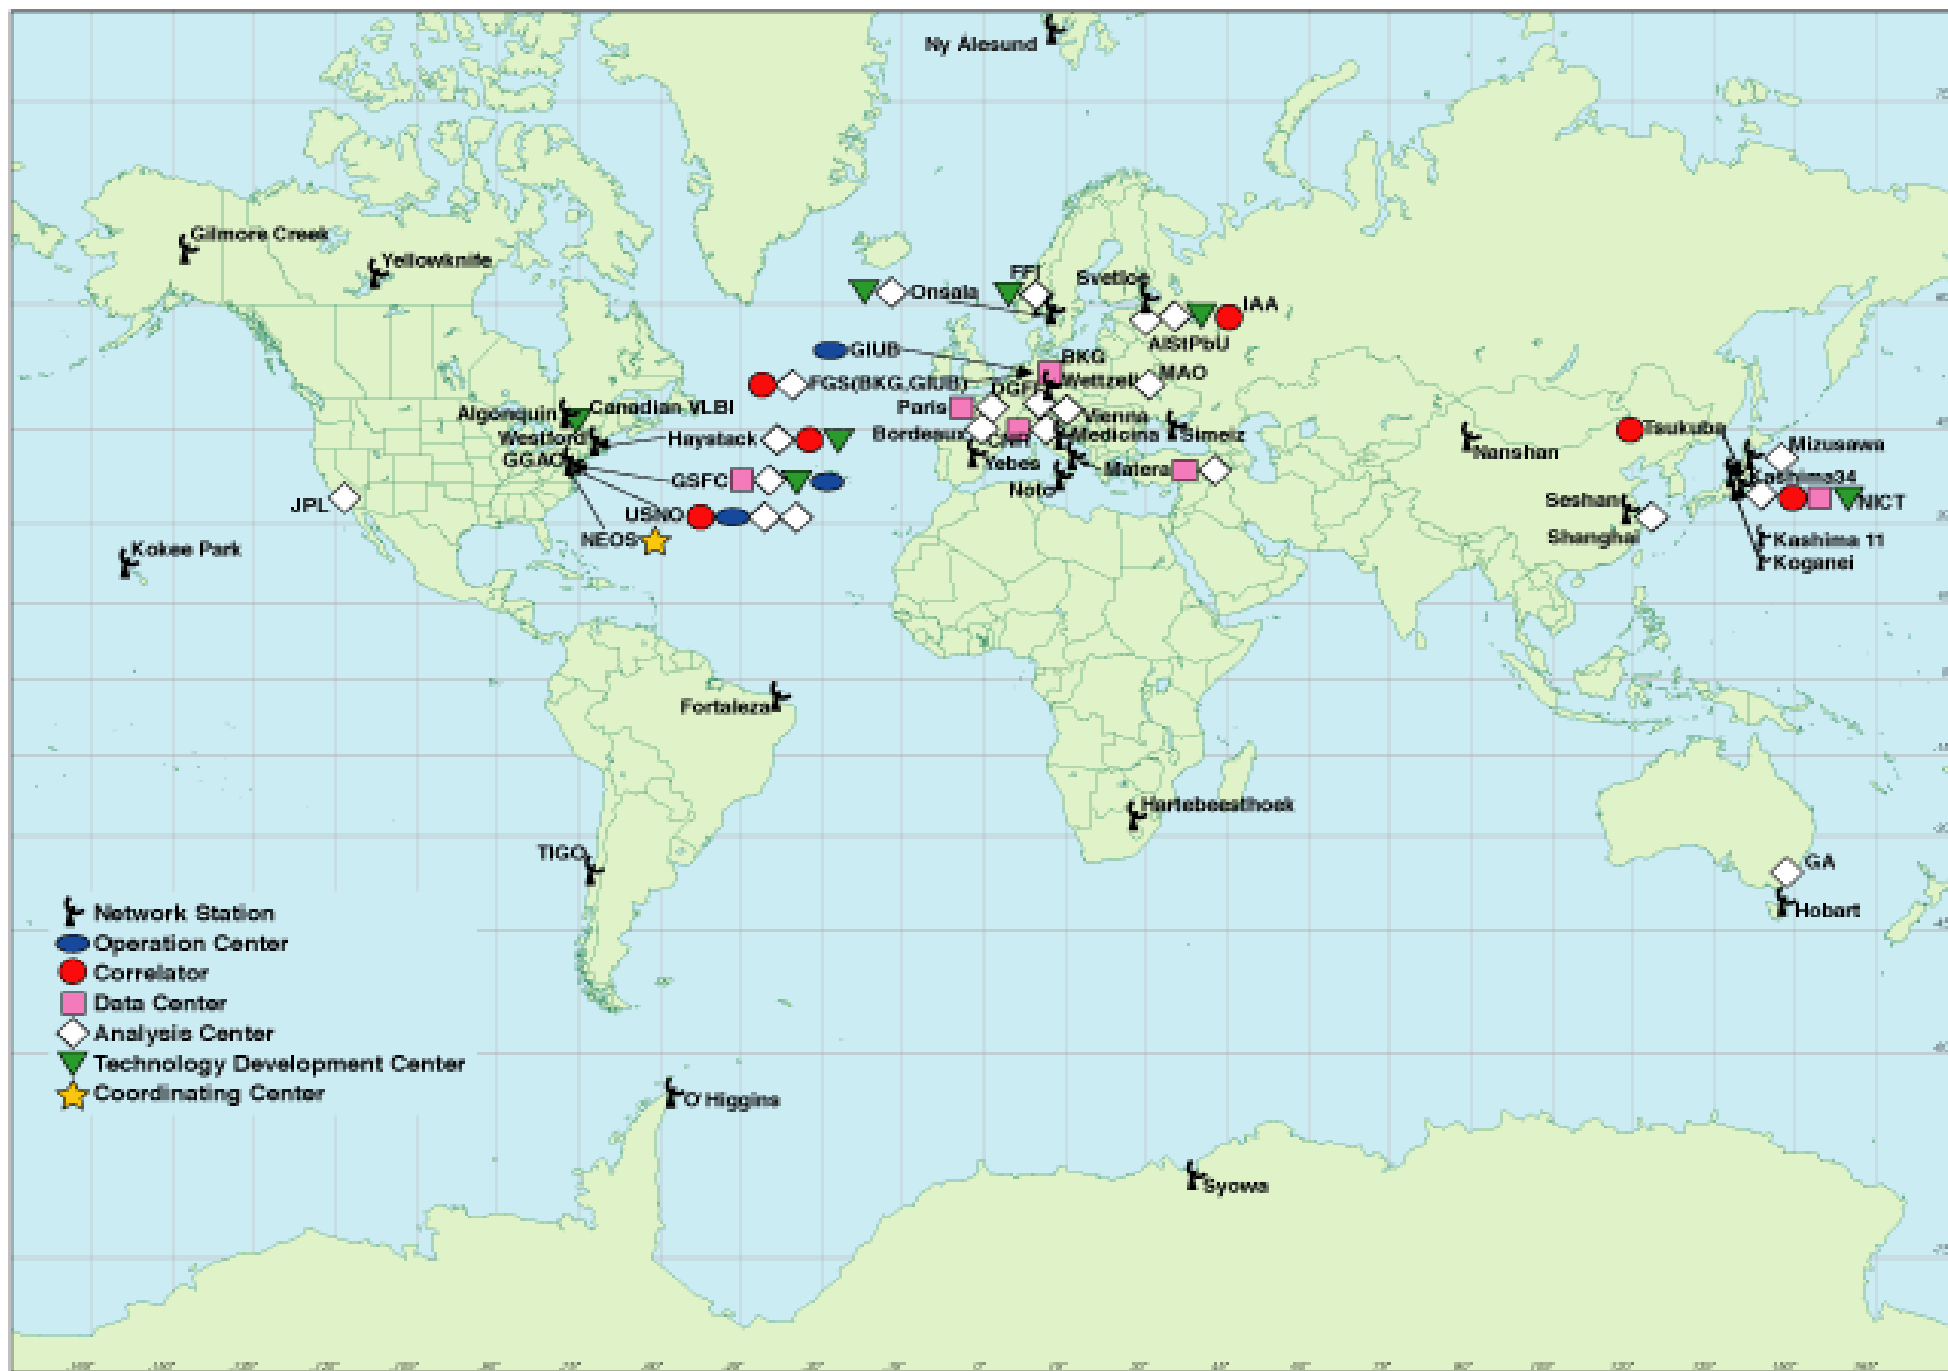 Ny Alesund
Gilmore Creek
Yellowknife
FFI
Svetloe
Onsala
IAA
AIStPbU
GIUB
BKG
FGS(BKG,GIUB)
Wettzell
MAO
DGFI
Paris
Vienna
Algonquin
Canadian VLBI
Bordeaux
Medicina
Simeiz
Westford
Haystack
Tsukuba
Mizusawa
Nanshan
GGAO
Yebes
Matera
GSFC
Noto
Kashima34
JPL
Seshan
NICT
USNO
NEOS
Shanghai
Kashima 11
Kokee Park
Koganei
Fortaleza
Hartebeesthoek
TIGO
GA
Hobart
Network Station
Operation Center
Correlator
Data Center
Analysis Center
Technology Development Center
Coordinating Center
O'Higgins
Syowa